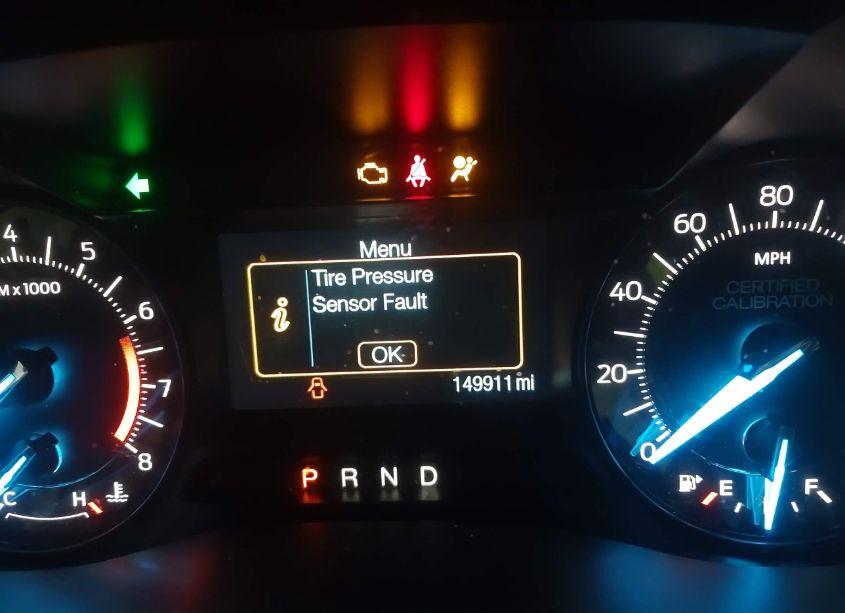 4
5
6
7
8
M x 1000
C
H
Menu
Tire Pressure
Sensor Fault
OK
149911 mi
P R N D
80
60
40
20
0
MPH
CERTIFIED
CALIBRATION
E
F